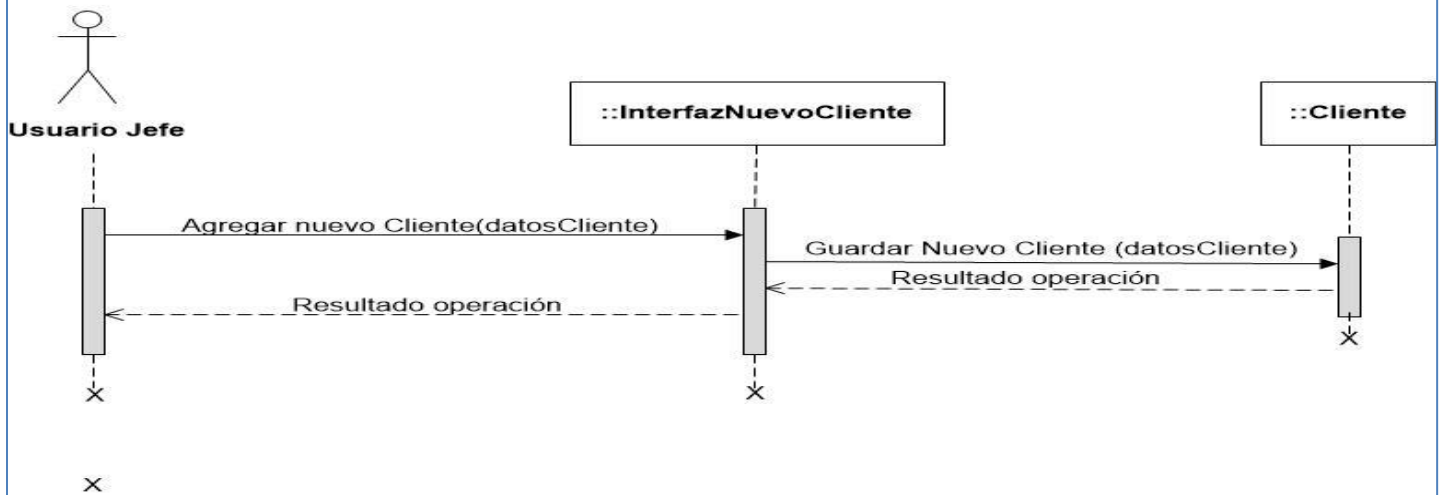 Usuario Jefe
::InterfazNuevoCliente
::Cliente
Agregar nuevo Cliente(datosCliente)
Guardar Nuevo Cliente (datosCliente)
Resultado operación
Resultado operación